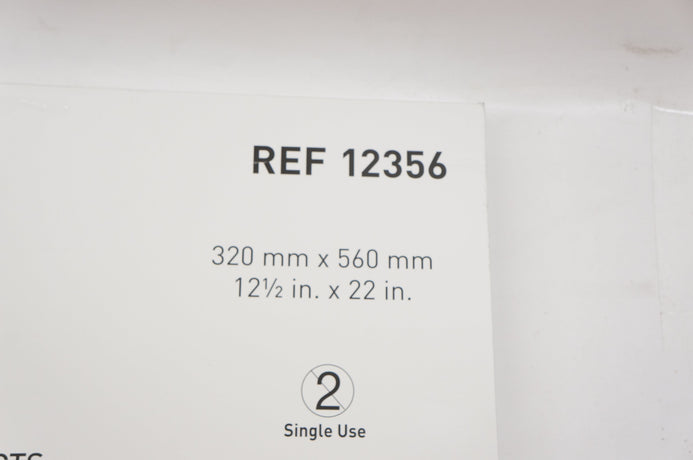 REF 12356
320 mm x 560 mm
12½ in. x 22 in.
2
Single Use